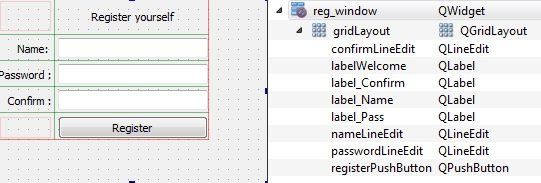 Register yourself
Name:
Password :
Confirm :
Register
reg_window QWidget
gridLayout QGridLayout
confirmLineEdit QLineEdit
labelWelcome QLabel
label_Confirm QLabel
label_Name QLabel
label_Pass QLabel
nameLineEdit QLineEdit
passwordLineEdit QLineEdit
registerPushButton QPushButton